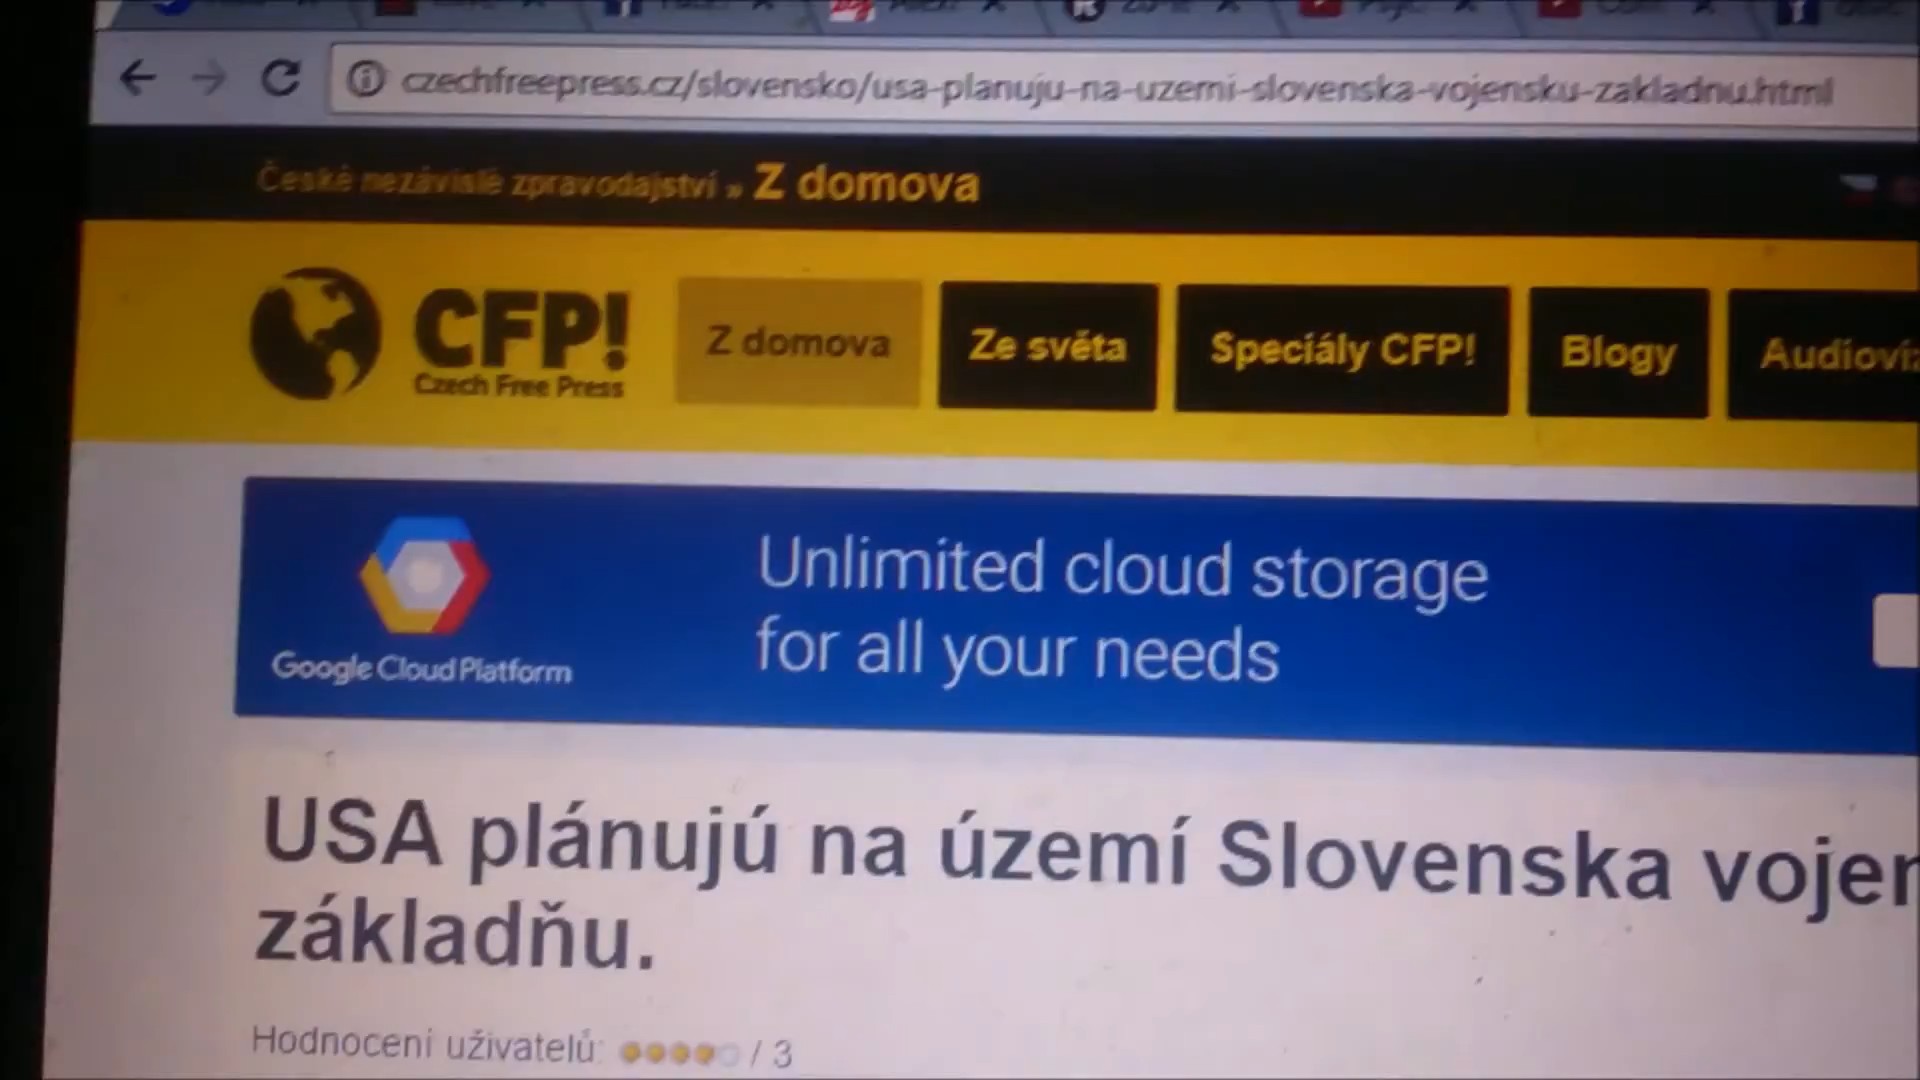 czechfreepress.cz/slovensko/usa-planuju-na-uzemi-slovenska-vojensku-zakladnu.html
České nezávislé zpravodajství » Z domova
CFP!
Czech Free Press
Z domova
Ze světa
Speciály CFP!
Blogy
Unlimited cloud storage
for all your needs
Google Cloud Platform
USA plánujú na území Slovenska
základňu.
Hodnocení uživatelů: / 3